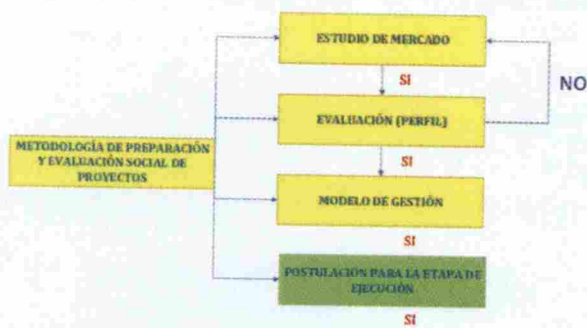 ESTUDIO DE MERCADO
SI
NO
EVALUACIÓN (PERFIL)
METODOLOGÍA DE PREPARACIÓN
Y EVALUACIÓN SOCIAL DE
PROYECTOS
SI
MODELO DE GESTIÓN
SI
POSTULACIÓN PARA LA ETAPA DE
EJECUCIÓN
SI